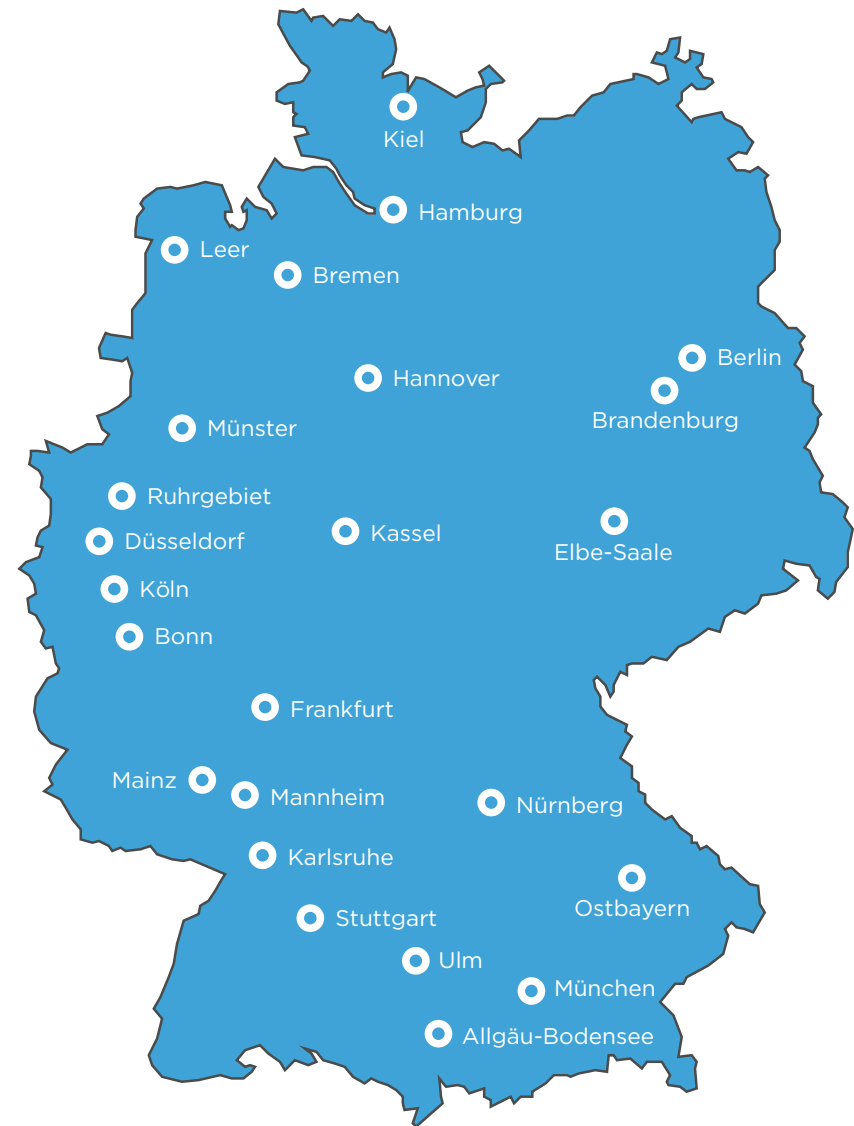 Kiel
Hamburg
Leer
Bremen
Berlin
Hannover
Brandenburg
Münster
Ruhrgebiet
Kassel
Düsseldorf
Elbe-Saale
Köln
Bonn
Frankfurt
Mainz
Mannheim
Nürnberg
Karlsruhe
Ostbayern
Stuttgart
Ulm
München
Allgäu-Bodensee